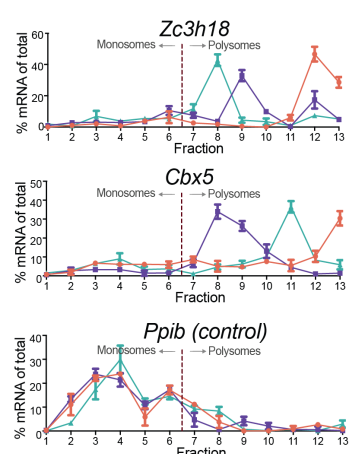 Zc3h18
60
Monosomes ← → Polysomes
40
20
0
% mRNA of total
1 2 3 4 5 6 7 8 9 10 11 12 13
Fraction
Cbx5
50
Monosomes ← → Polysomes
40
30
20
10
0
% mRNA of total
1 2 3 4 5 6 7 8 9 10 11 12 13
Fraction
Ppib (control)
40
Monosomes ← → Polysomes
30
20
10
0
% mRNA of total
1 2 3 4 5 6 7 8 9 10 11 12 13
Fraction